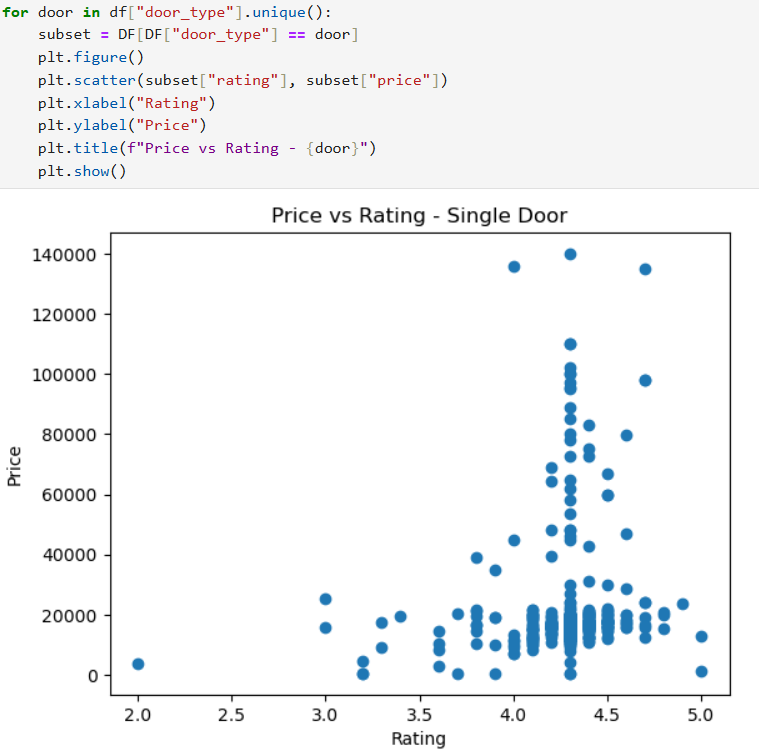 for door in df["door_type"].unique():
    subset = DF[DF["door_type"] == door]
    plt.figure()
    plt.scatter(subset["rating"], subset["price"])
    plt.xlabel("Rating")
    plt.ylabel("Price")
    plt.title(f"Price vs Rating - {door}")
    plt.show()
Price vs Rating - Single Door
140000
120000
100000
80000
60000
40000
20000
0
Price
2.0 2.5 3.0 3.5 4.0 4.5 5.0
Rating